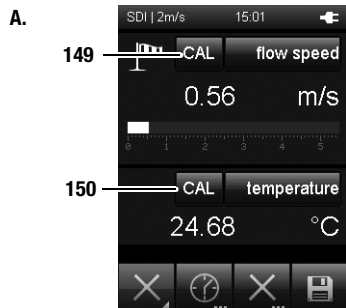 A.
SDI | 2m/s 15:01
149 CAL flow speed
0.56 m/s
0 1 2 3 4 5
150 CAL temperature
24.68 °C